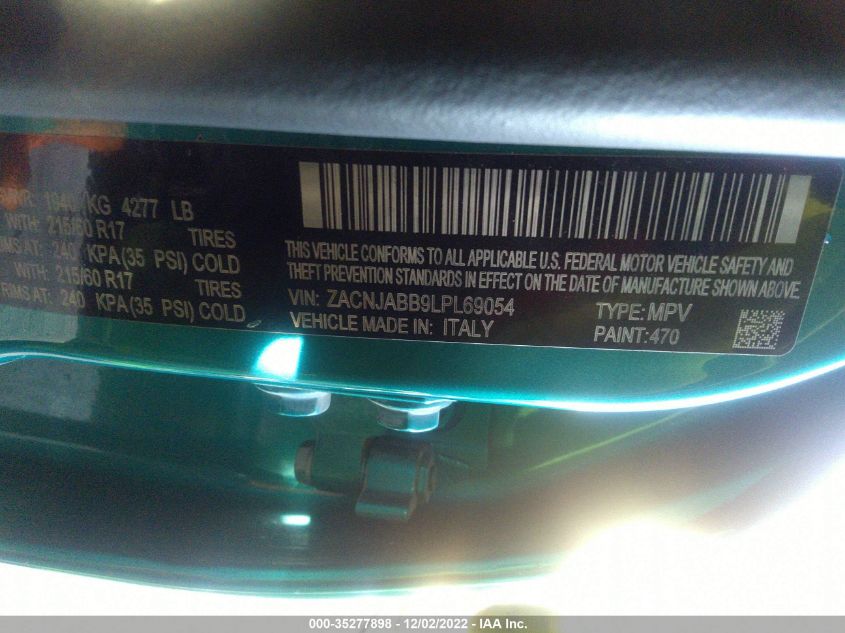 KG 4277 LB
WITH: 215/60 R17 TIRES
RIMS AT: 240 KPA (35 PSI) COLD
WITH: 215/60 R17 TIRES
RIMS AT: 240 KPA (35 PSI) COLD
THIS VEHICLE CONFORMS TO ALL APPLICABLE U.S. FEDERAL MOTOR VEHICLE SAFETY AND
THEFT PREVENTION STANDARDS IN EFFECT ON THE DATE OF MANUFACTURE SHOWN ABOVE.
VIN: ZACNJABB9LPL69054 TYPE: MPV
VEHICLE MADE IN: ITALY PAINT: 470
000-35277898 - 12/02/2022 - IAA Inc.